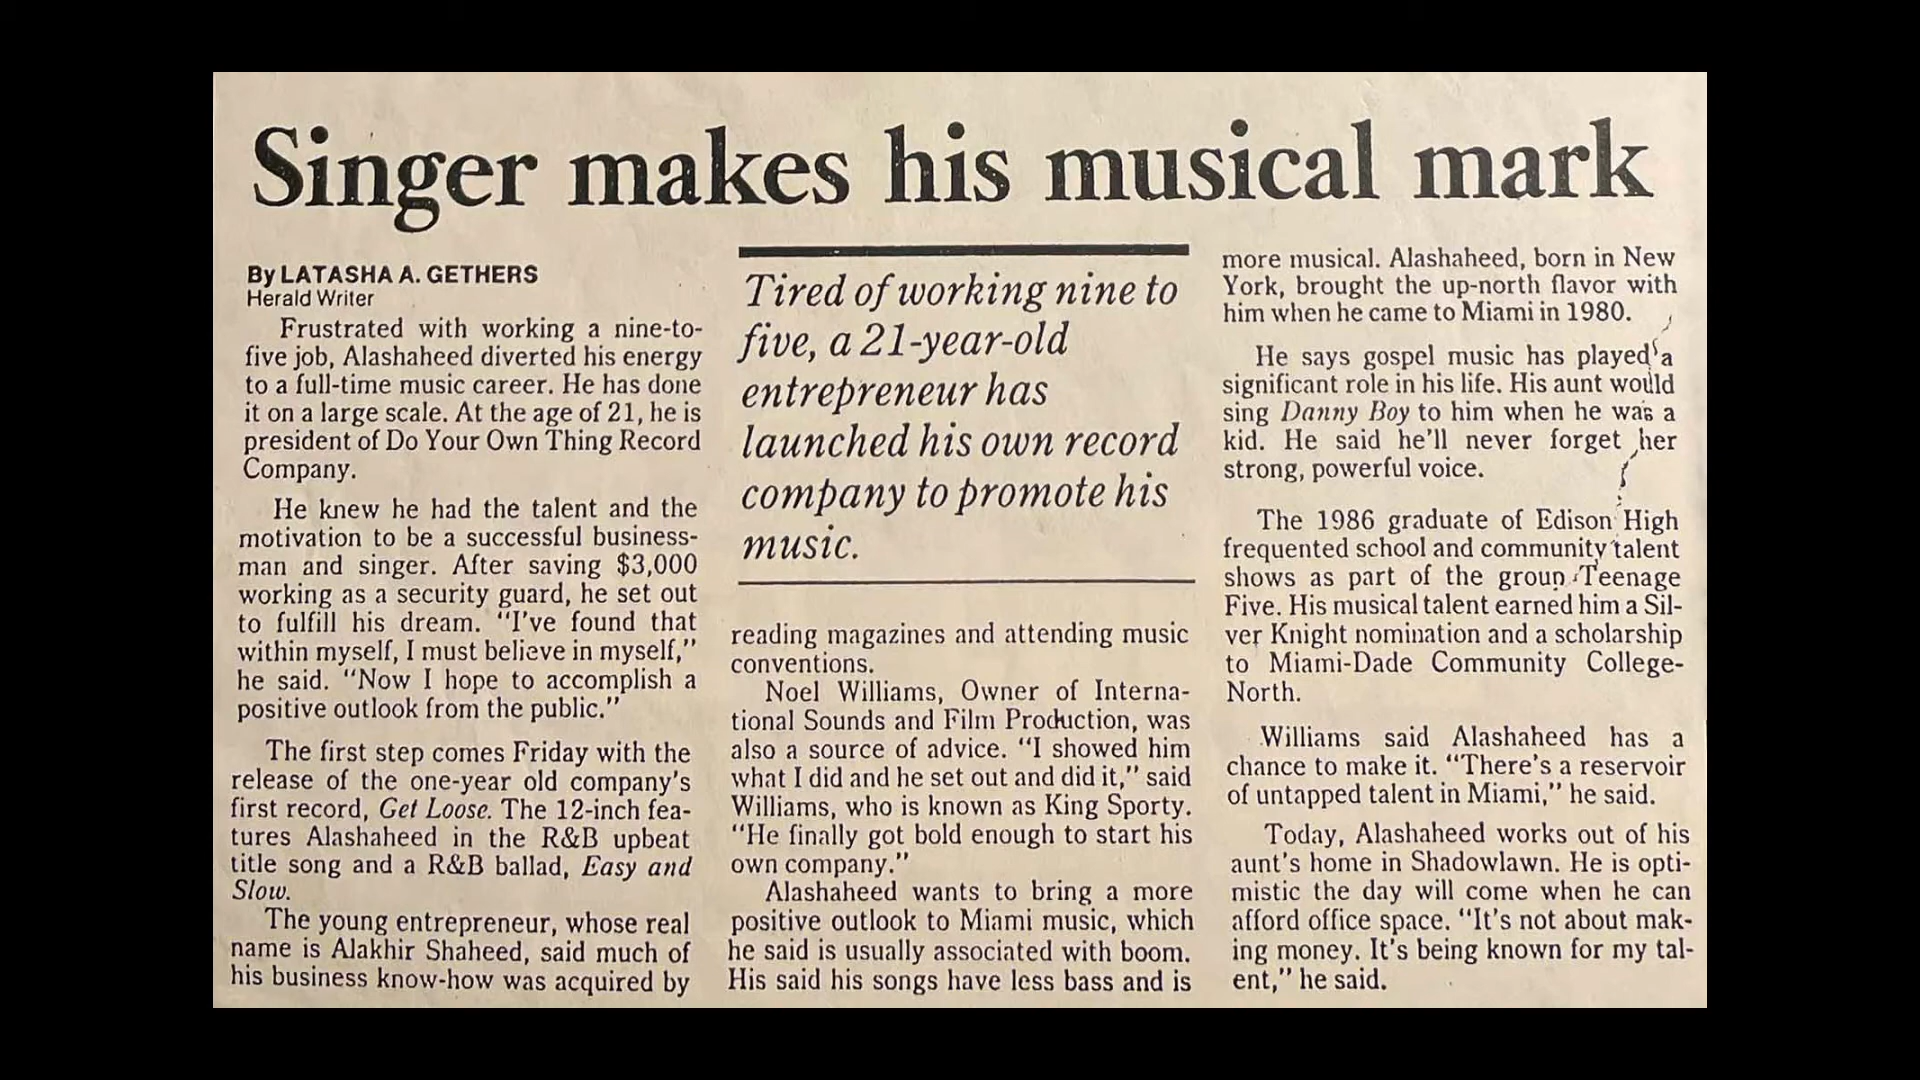 Singer makes his musical mark
By LATASHA A. GETHERS
Herald Writer
Frustrated with working a nine-to-
five job, Alashaheed diverted his energy
to a full-time music career. He has done
it on a large scale. At the age of 21, he is
president of Do Your Own Thing Record
Company.
He knew he had the talent and the
motivation to be a successful business-
man and singer. After saving $3,000
working as a security guard, he set out
to fulfill his dream. "I've found that
within myself, I must believe in myself,"
he said. "Now I hope to accomplish a
positive outlook from the public."
The first step comes Friday with the
release of the one-year old company's
first record, Get Loose. The 12-inch fea-
tures Alashaheed in the R&B upbeat
title song and a R&B ballad, Easy and
Slow.
The young entrepreneur, whose real
name is Alakhir Shaheed, said much of
his business know-how was acquired by
Tired of working nine to
five, a 21-year-old
entrepreneur has
launched his own record
company to promote his
music.
reading magazines and attending music
conventions.
Noel Williams, Owner of Interna-
tional Sounds and Film Production, was
also a source of advice. "I showed him
what I did and he set out and did it," said
Williams, who is known as King Sporty.
"He finally got bold enough to start his
own company."
Alashaheed wants to bring a more
positive outlook to Miami music, which
he said is usually associated with boom.
His said his songs have less bass and is
more musical. Alashaheed, born in New
York, brought the up-north flavor with
him when he came to Miami in 1980.
He says gospel music has played a
significant role in his life. His aunt would
sing Danny Boy to him when he was a
kid. He said he'll never forget her
strong, powerful voice.
The 1986 graduate of Edison High
frequented school and community talent
shows as part of the group Teenage
Five. His musical talent earned him a Sil-
ver Knight nomination and a scholarship
to Miami-Dade Community College-
North.
Williams said Alashaheed has a
chance to make it. "There's a reservoir
of untapped talent in Miami," he said.
Today, Alashaheed works out of his
aunt's home in Shadowlawn. He is opti-
mistic the day will come when he can
afford office space. "It's not about mak-
ing money. It's being known for my tal-
ent," he said.